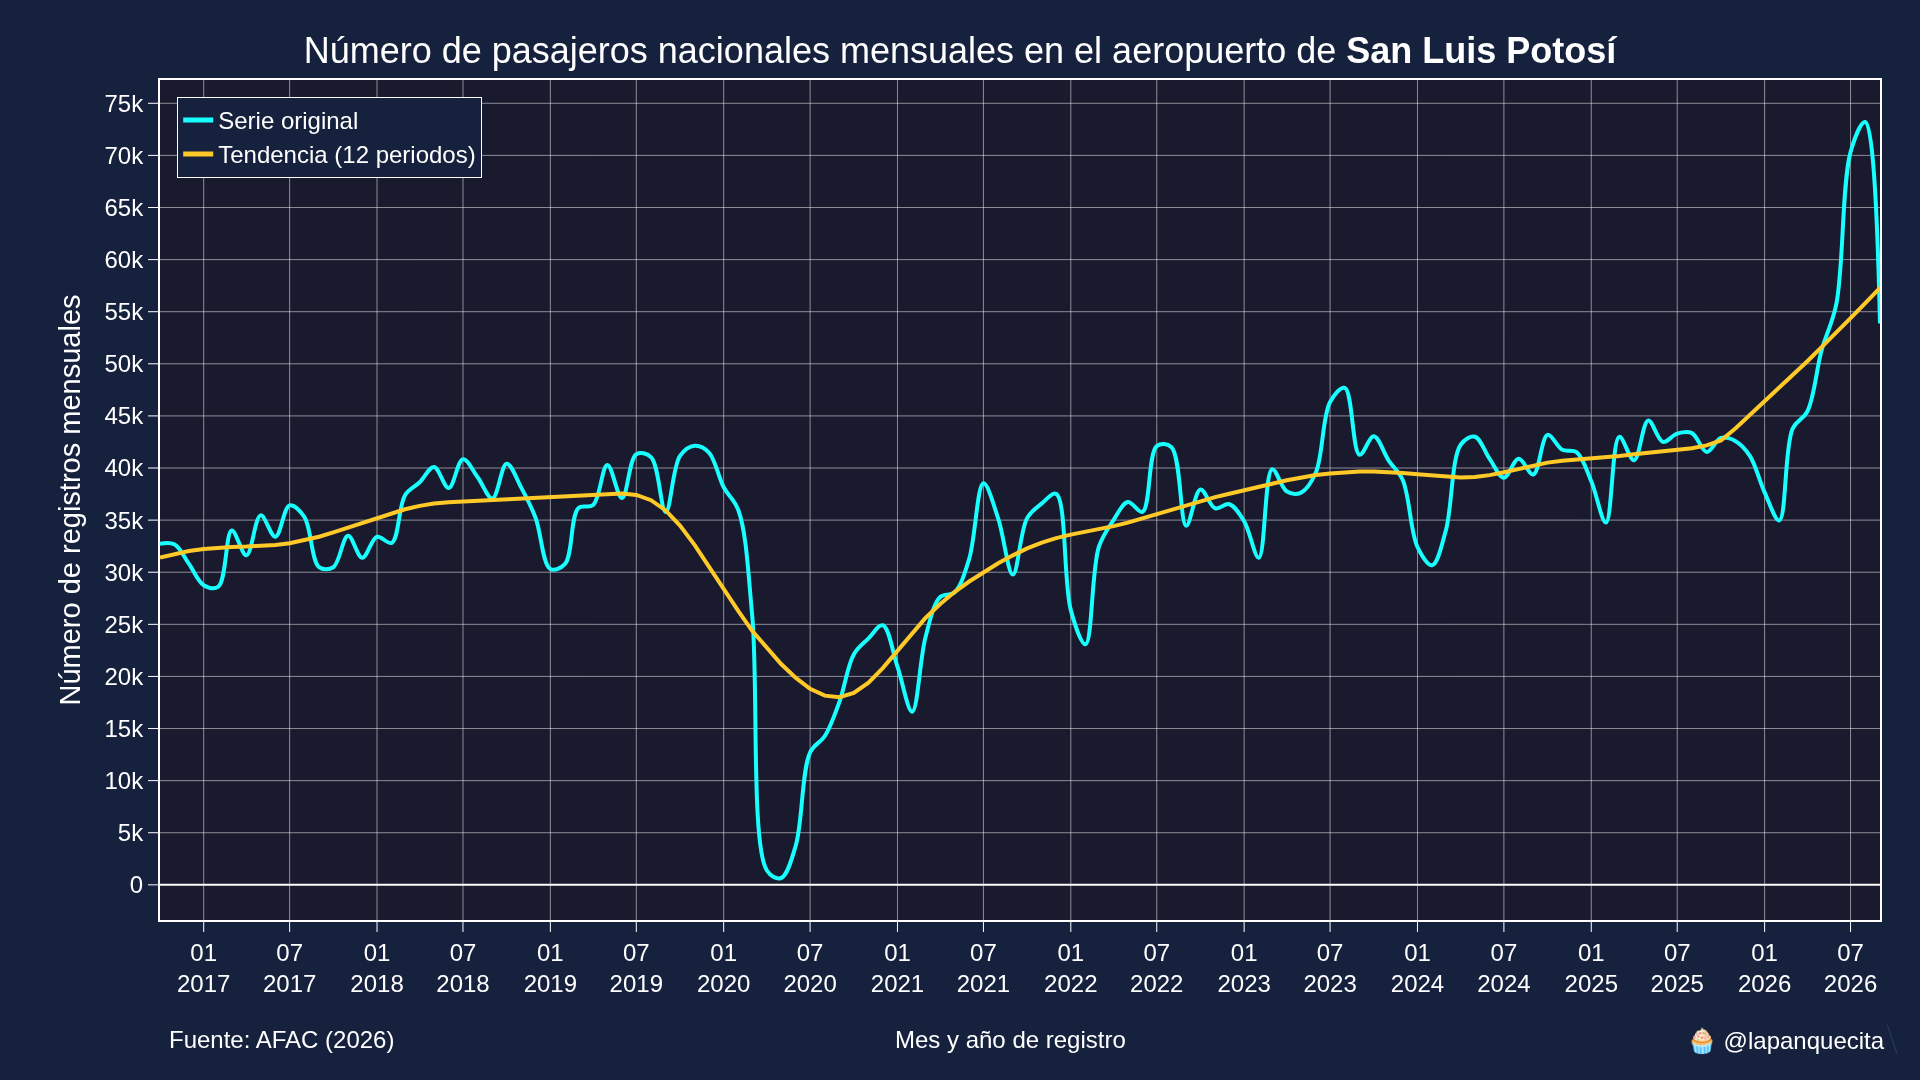 Número de pasajeros nacionales mensuales en el aeropuerto de San Luis Potosí
Serie original
Tendencia (12 periodos)
Número de registros mensuales
75k
70k
65k
60k
55k
50k
45k
40k
35k
30k
25k
20k
15k
10k
5k
0
01 07 01 07 01 07 01 07 01 07 01 07 01 07 01 07 01 07 01 07
2017 2017 2018 2018 2019 2019 2020 2020 2021 2021 2022 2022 2023 2023 2024 2024 2025 2025 2026 2026
Fuente: AFAC (2026)
Mes y año de registro
🧁 @lapanquecita